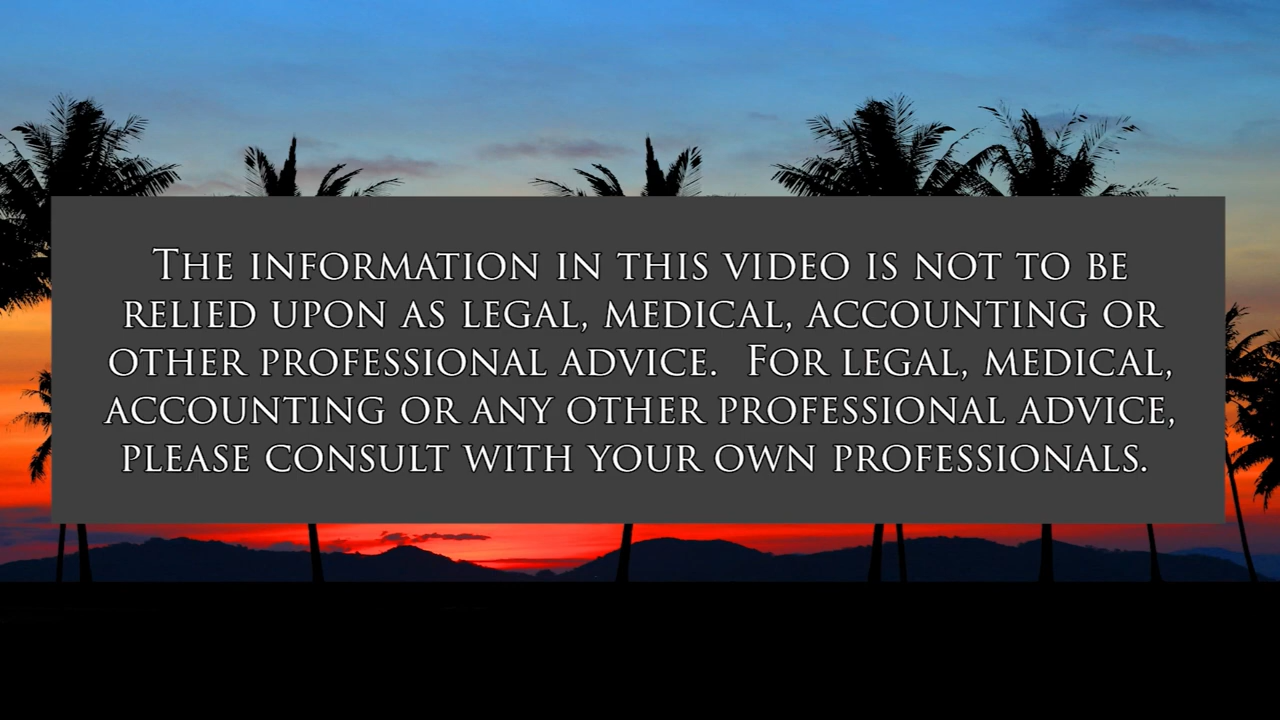 The information in this video is not to be
relied upon as legal, medical, accounting or
other professional advice.  For legal, medical,
accounting or any other professional advice,
please consult with your own professionals.